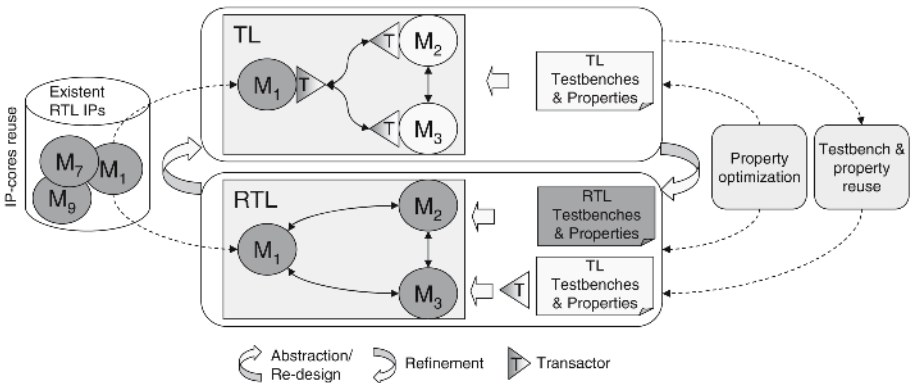 IP-cores reuse
Existent
RTL IPs
M7
M1
M9
TL
M1
T
T
M2
T
M3
TL
Testbenches
& Properties
RTL
M1
M2
M3
RTL
Testbenches
& Properties
T
TL
Testbenches
& Properties
Property
optimization
Testbench &
property
reuse
Abstraction/
Re-design
Refinement
T
Transactor